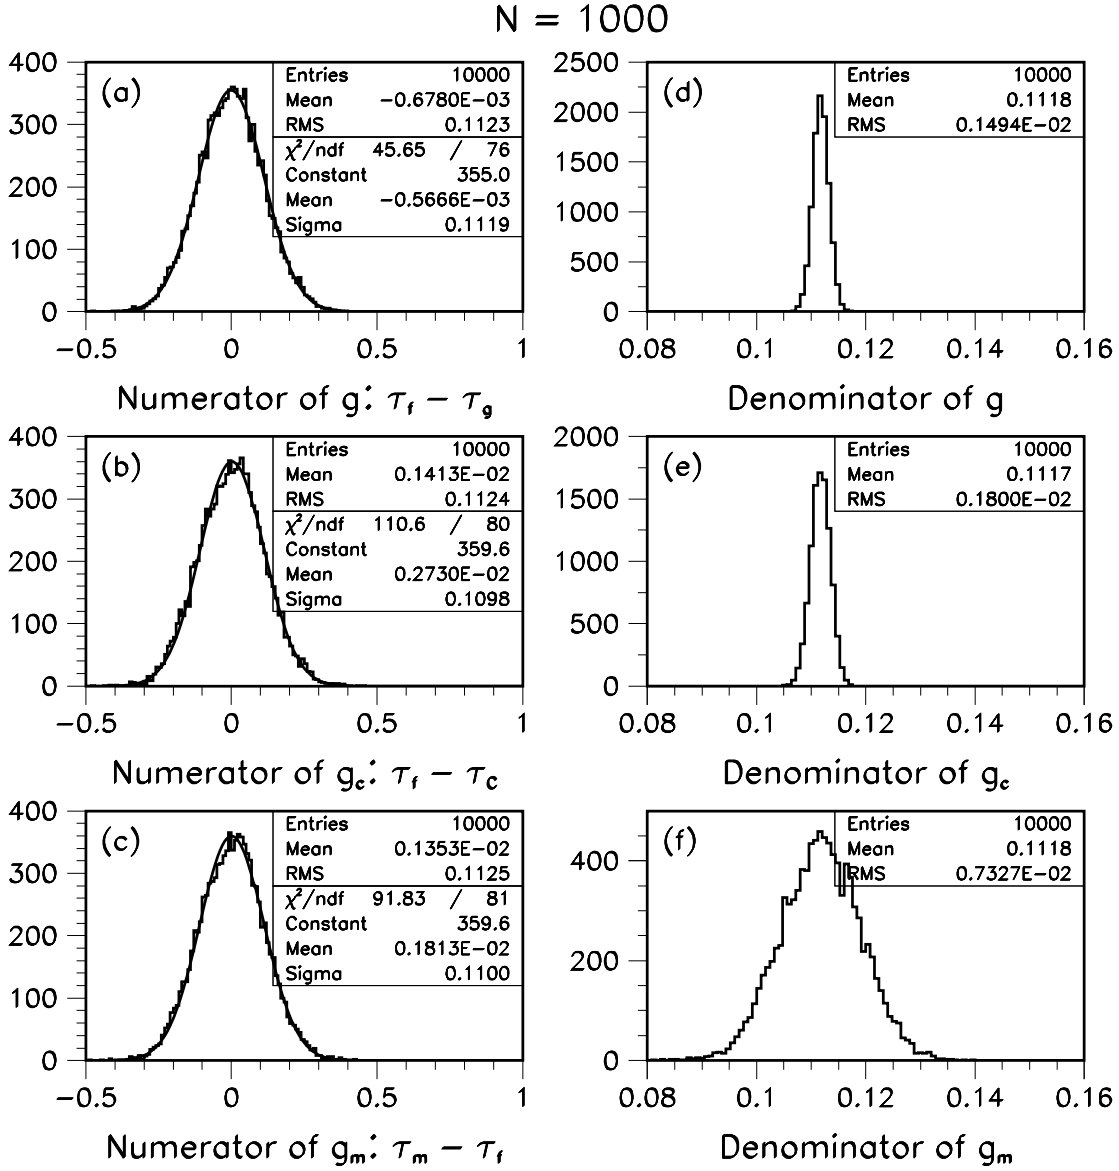 N = 1000
(a)
Entries 10000
Mean −0.6780E−03
RMS 0.1123
χ²/ndf 45.65 / 76
Constant 355.0
Mean −0.5666E−03
Sigma 0.1119
400
300
200
100
0
−0.5 0 0.5 1
Numerator of g: τf − τg
(d)
Entries 10000
Mean 0.1118
RMS 0.1494E−02
2500
2000
1500
1000
500
0
0.08 0.1 0.12 0.14 0.16
Denominator of g
(b)
Entries 10000
Mean 0.1413E−02
RMS 0.1124
χ²/ndf 110.6 / 80
Constant 359.6
Mean 0.2730E−02
Sigma 0.1098
400
300
200
100
0
−0.5 0 0.5 1
Numerator of gc: τf − τC
(e)
Entries 10000
Mean 0.1117
RMS 0.1800E−02
2000
1500
1000
500
0
0.08 0.1 0.12 0.14 0.16
Denominator of gc
(c)
Entries 10000
Mean 0.1353E−02
RMS 0.1125
χ²/ndf 91.83 / 81
Constant 359.6
Mean 0.1813E−02
Sigma 0.1100
400
300
200
100
0
−0.5 0 0.5 1
Numerator of gm: τm − τf
(f)
Entries 10000
Mean 0.1118
RMS 0.7327E−02
400
200
0
0.08 0.1 0.12 0.14 0.16
Denominator of gm